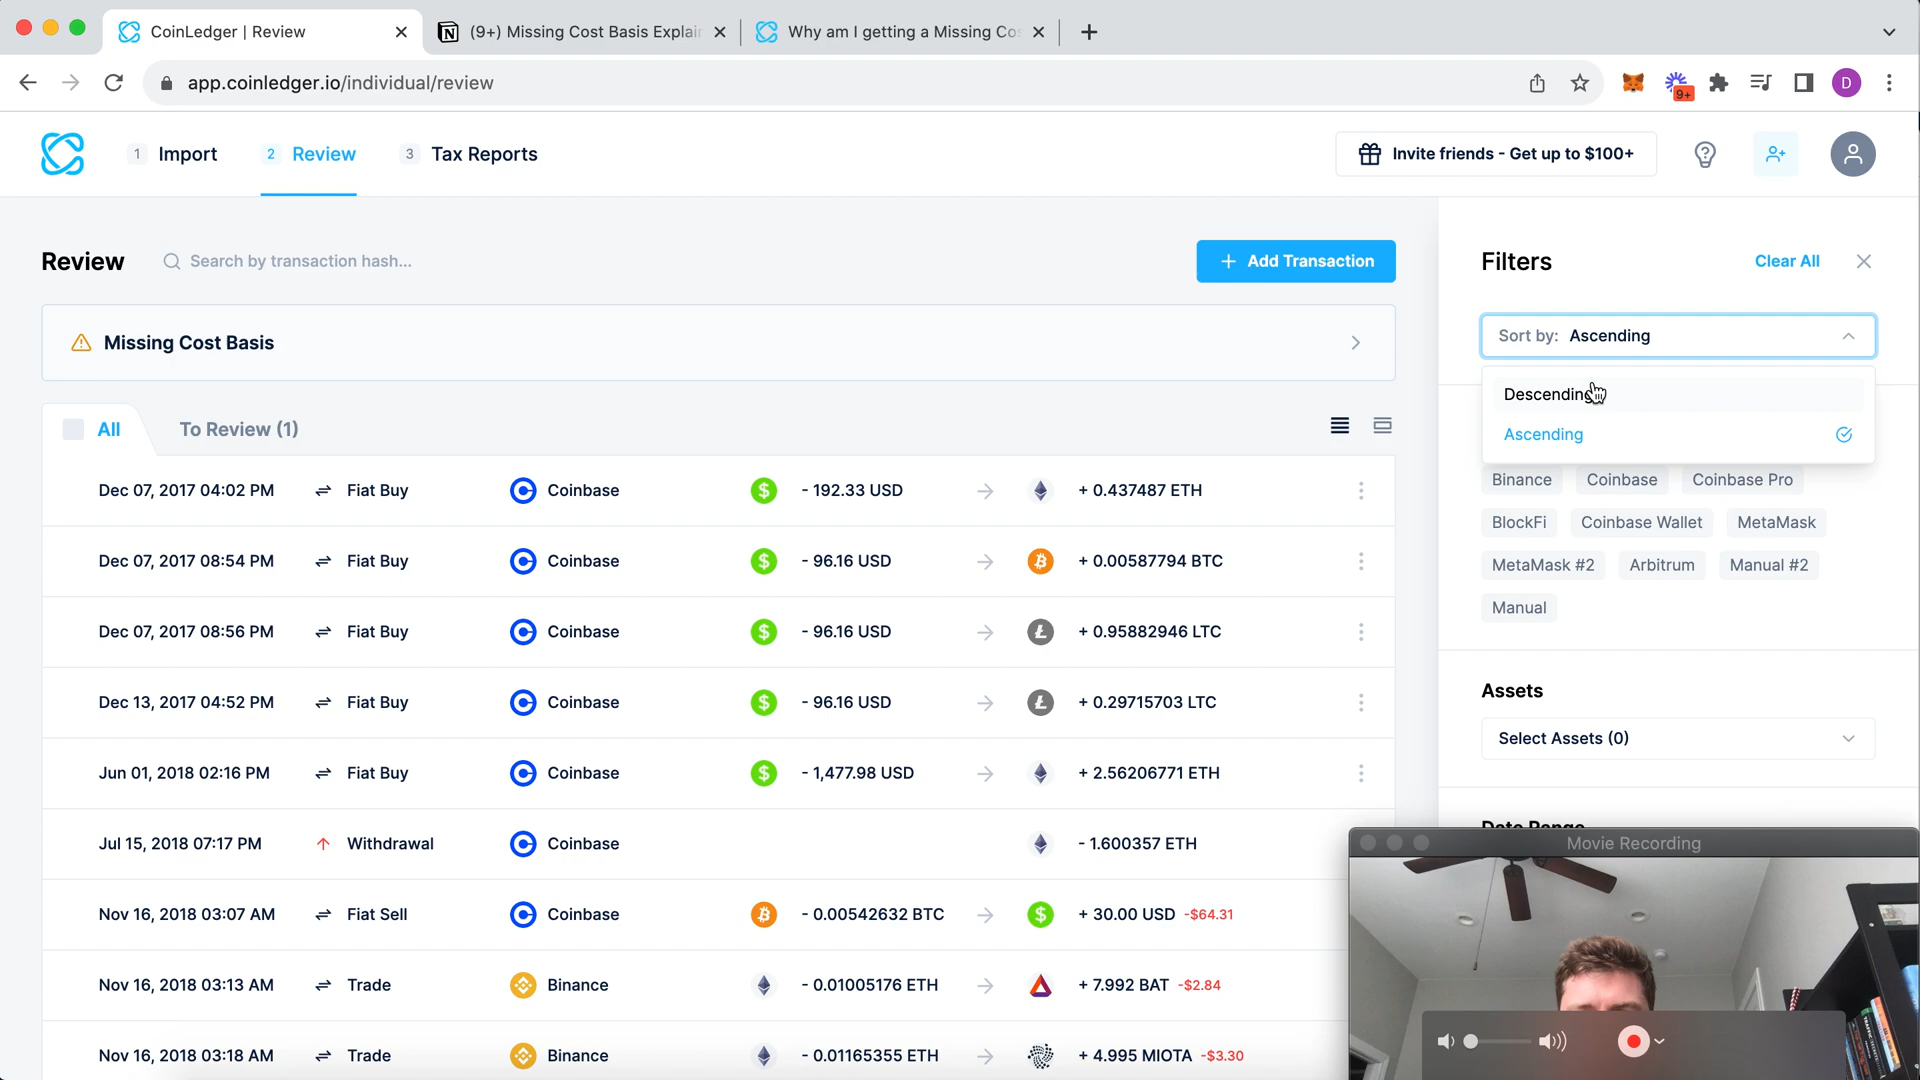 CoinLedger | Review
(9+) Missing Cost Basis Explai
Why am I getting a Missing Co
app.coinledger.io/individual/review
9+
D
1 Import
2 Review
3 Tax Reports
Invite friends - Get up to $100+
Review
Search by transaction hash...
+ Add Transaction
Missing Cost Basis
All
To Review (1)
Dec 07, 2017 04:02 PM Fiat Buy Coinbase - 192.33 USD + 0.437487 ETH
Dec 07, 2017 08:54 PM Fiat Buy Coinbase - 96.16 USD + 0.00587794 BTC
Dec 07, 2017 08:56 PM Fiat Buy Coinbase - 96.16 USD + 0.95882946 LTC
Dec 13, 2017 04:52 PM Fiat Buy Coinbase - 96.16 USD + 0.29715703 LTC
Jun 01, 2018 02:16 PM Fiat Buy Coinbase - 1,477.98 USD + 2.56206771 ETH
Jul 15, 2018 07:17 PM Withdrawal Coinbase - 1.600357 ETH
Nov 16, 2018 03:07 AM Fiat Sell Coinbase - 0.00542632 BTC + 30.00 USD -$64.31
Nov 16, 2018 03:13 AM Trade Binance - 0.01005176 ETH + 7.992 BAT -$2.84
Nov 16, 2018 03:18 AM Trade Binance - 0.01165355 ETH + 4.995 MIOTA -$3.30
Filters
Clear All
Sort by: Ascending
Descending
Ascending
Binance Coinbase Coinbase Pro
BlockFi Coinbase Wallet MetaMask
MetaMask #2 Arbitrum Manual #2
Manual
Assets
Select Assets (0)
Date Range
Movie Recording